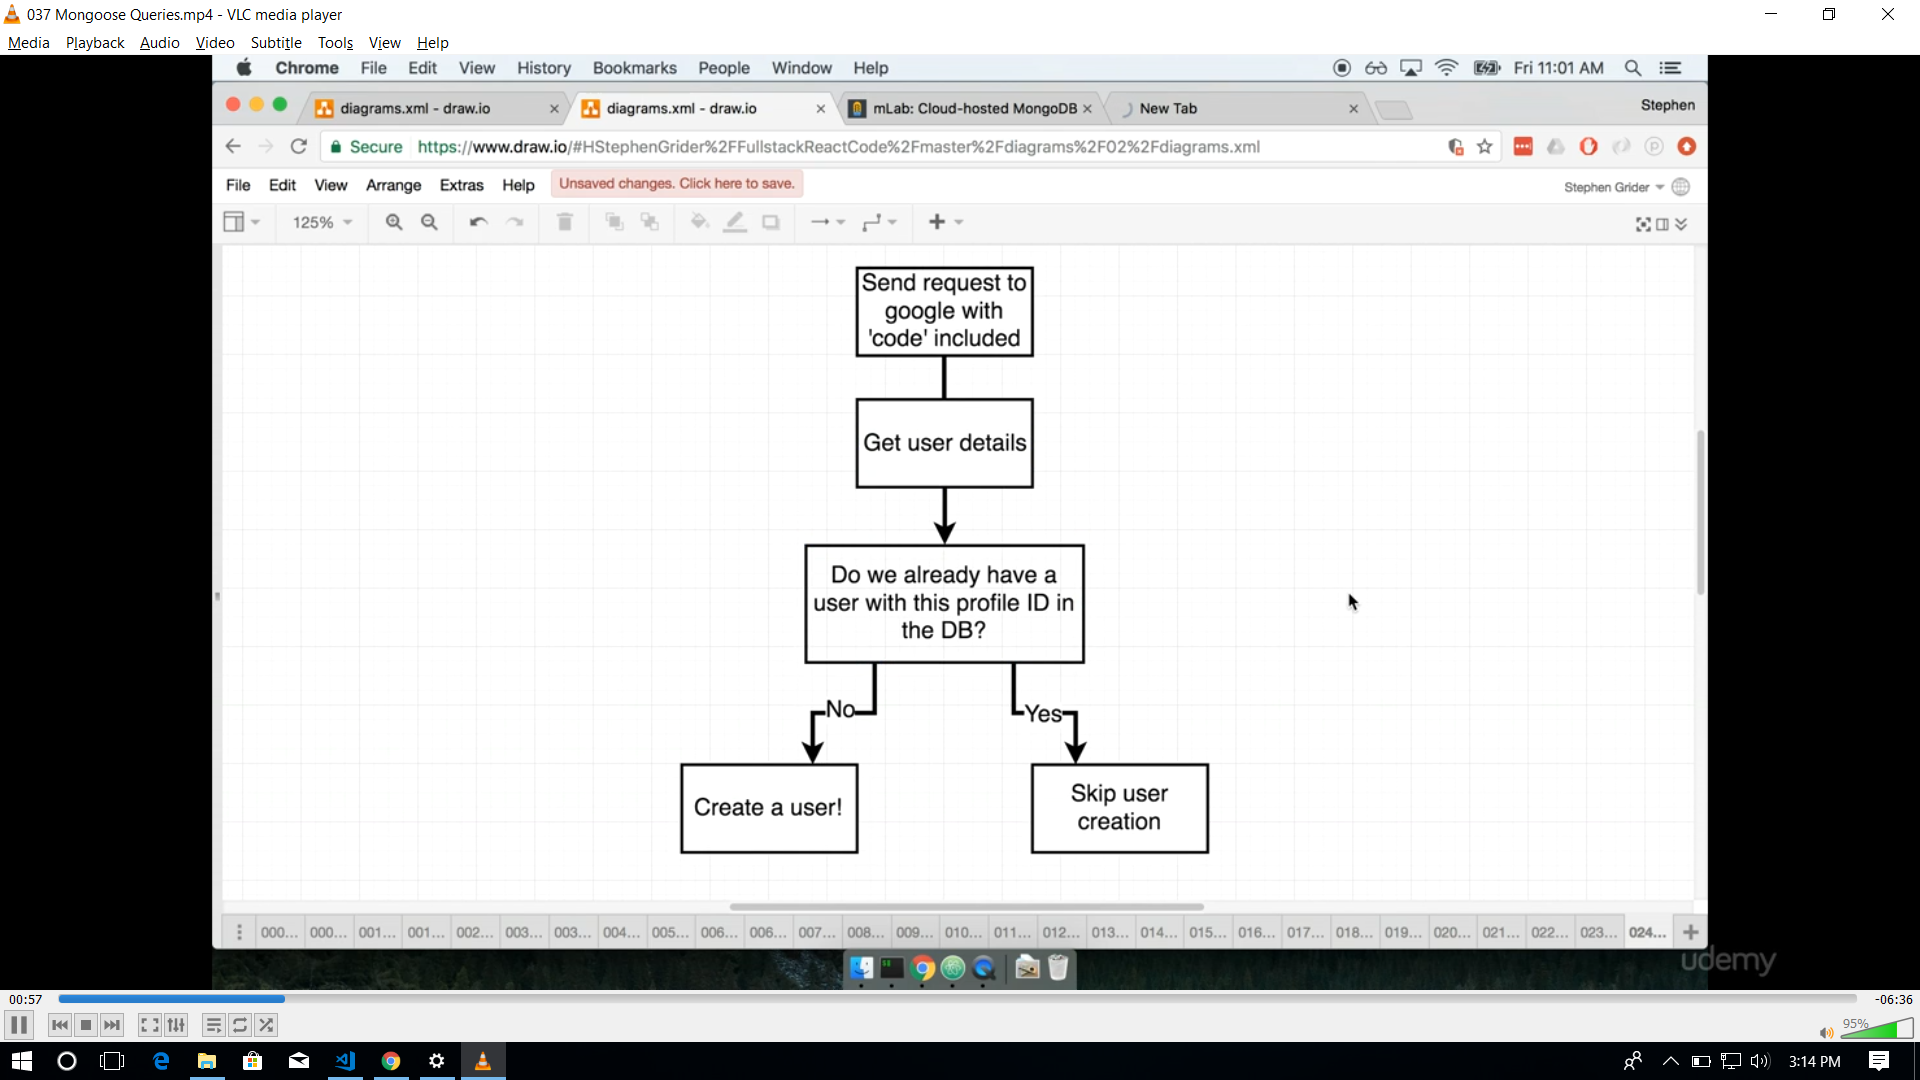 037 Mongoose Queries.mp4 - VLC media player
Media Playback Audio Video Subtitle Tools View Help
Chrome File Edit View History Bookmarks People Window Help Fri 11:01 AM
diagrams.xml - draw.io diagrams.xml - draw.io mLab: Cloud-hosted MongoDB New Tab Stephen
Secure https://www.draw.io/#HStephenGrider%2FFullstackReactCode%2Fmaster%2Fdiagrams%2F02%2Fdiagrams.xml
File Edit View Arrange Extras Help Unsaved changes. Click here to save. Stephen Grider
125%
Send request to
google with
'code' included
Get user details
Do we already have a
user with this profile ID in
the DB?
No
Yes
Create a user!
Skip user
creation
000... 000... 001... 001... 002... 003... 003... 004... 005... 006... 006... 007... 008... 009... 010... 011... 012... 013... 014... 015... 016... 017... 018... 019... 020... 021... 022... 023... 024...
udemy
00:57 -06:36
95%
3:14 PM